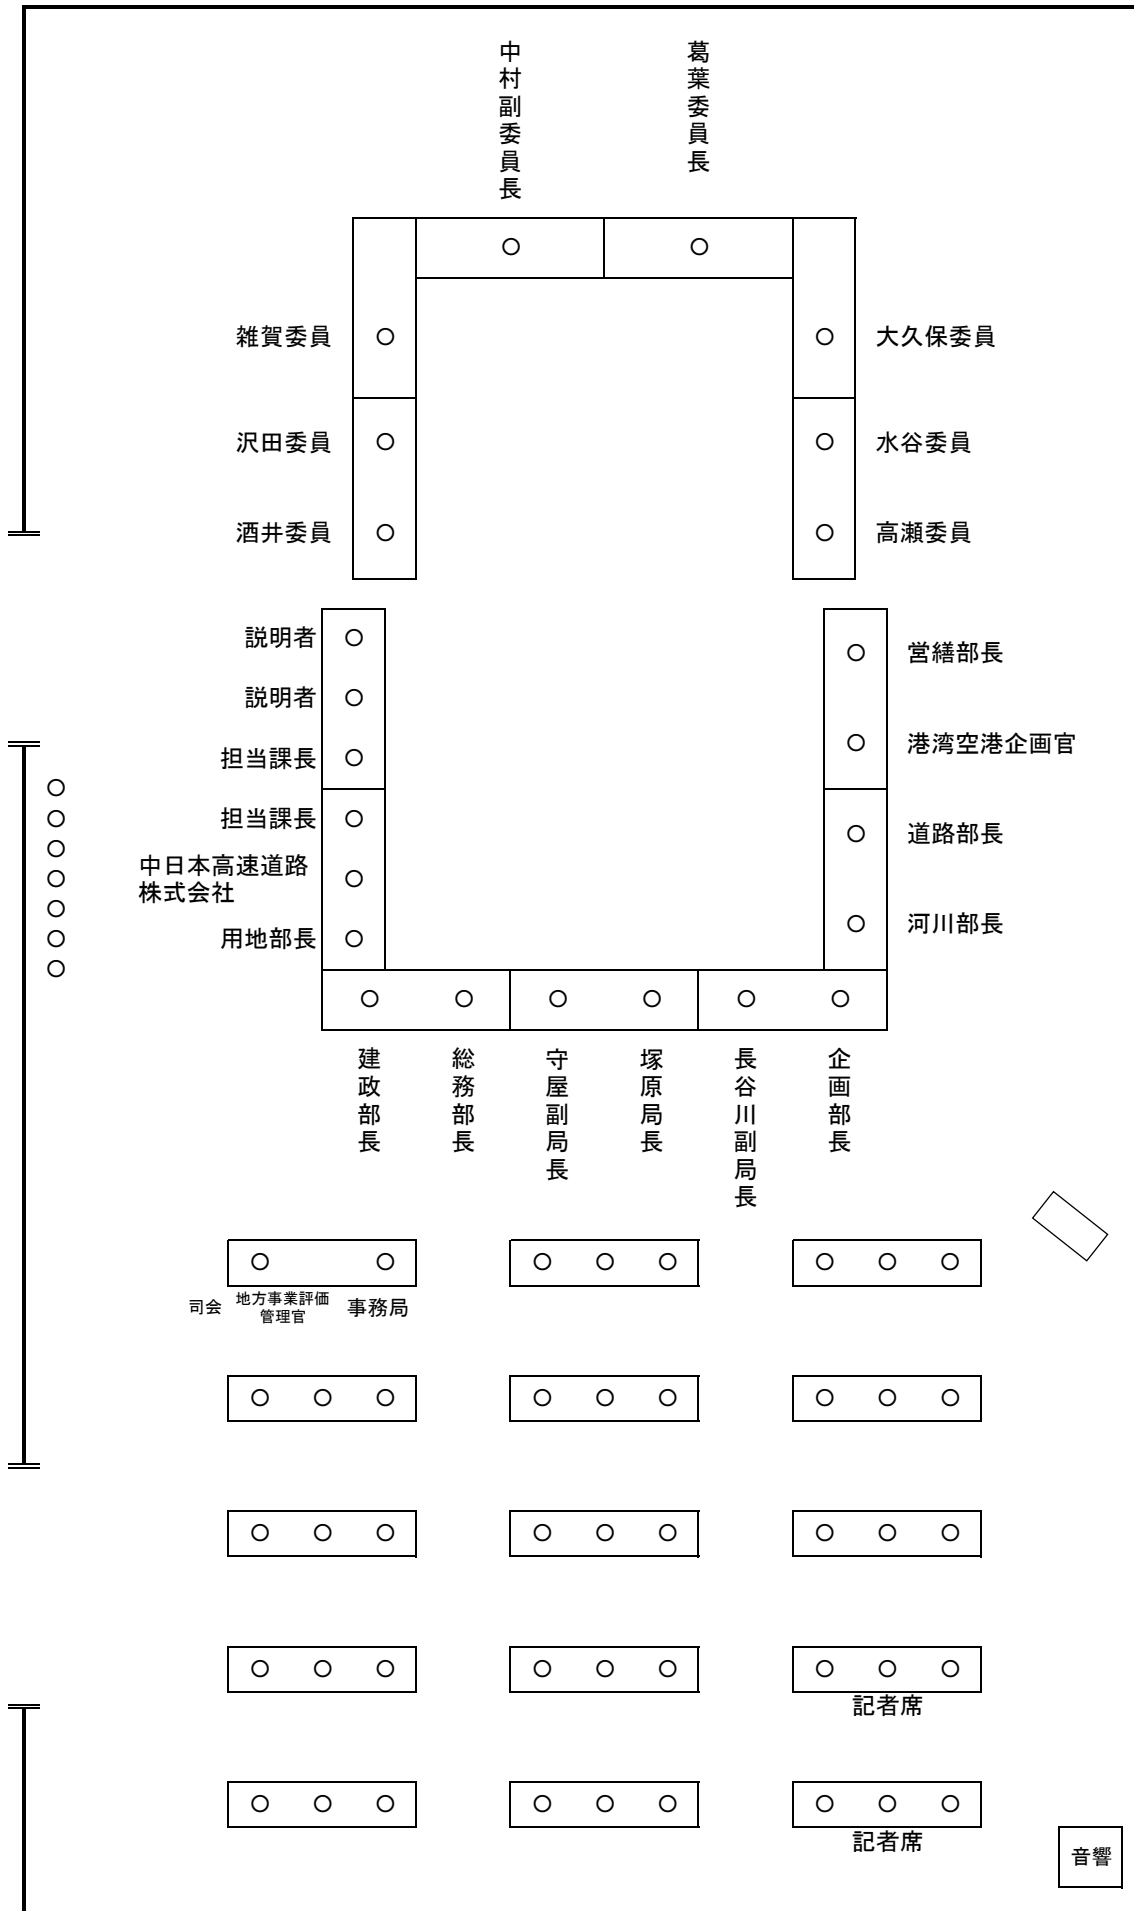 中村副委員長
葛葉委員長
雑賀委員
大久保委員
沢田委員
水谷委員
酒井委員
高瀬委員
説明者
営繕部長
説明者
港湾空港企画官
担当課長
担当課長
道路部長
中日本高速道路
株式会社
河川部長
用地部長
建政部長
総務部長
守屋副局長
塚原局長
長谷川副局長
企画部長
司会
地方事業評価
管理官
事務局
記者席
記者席
音響